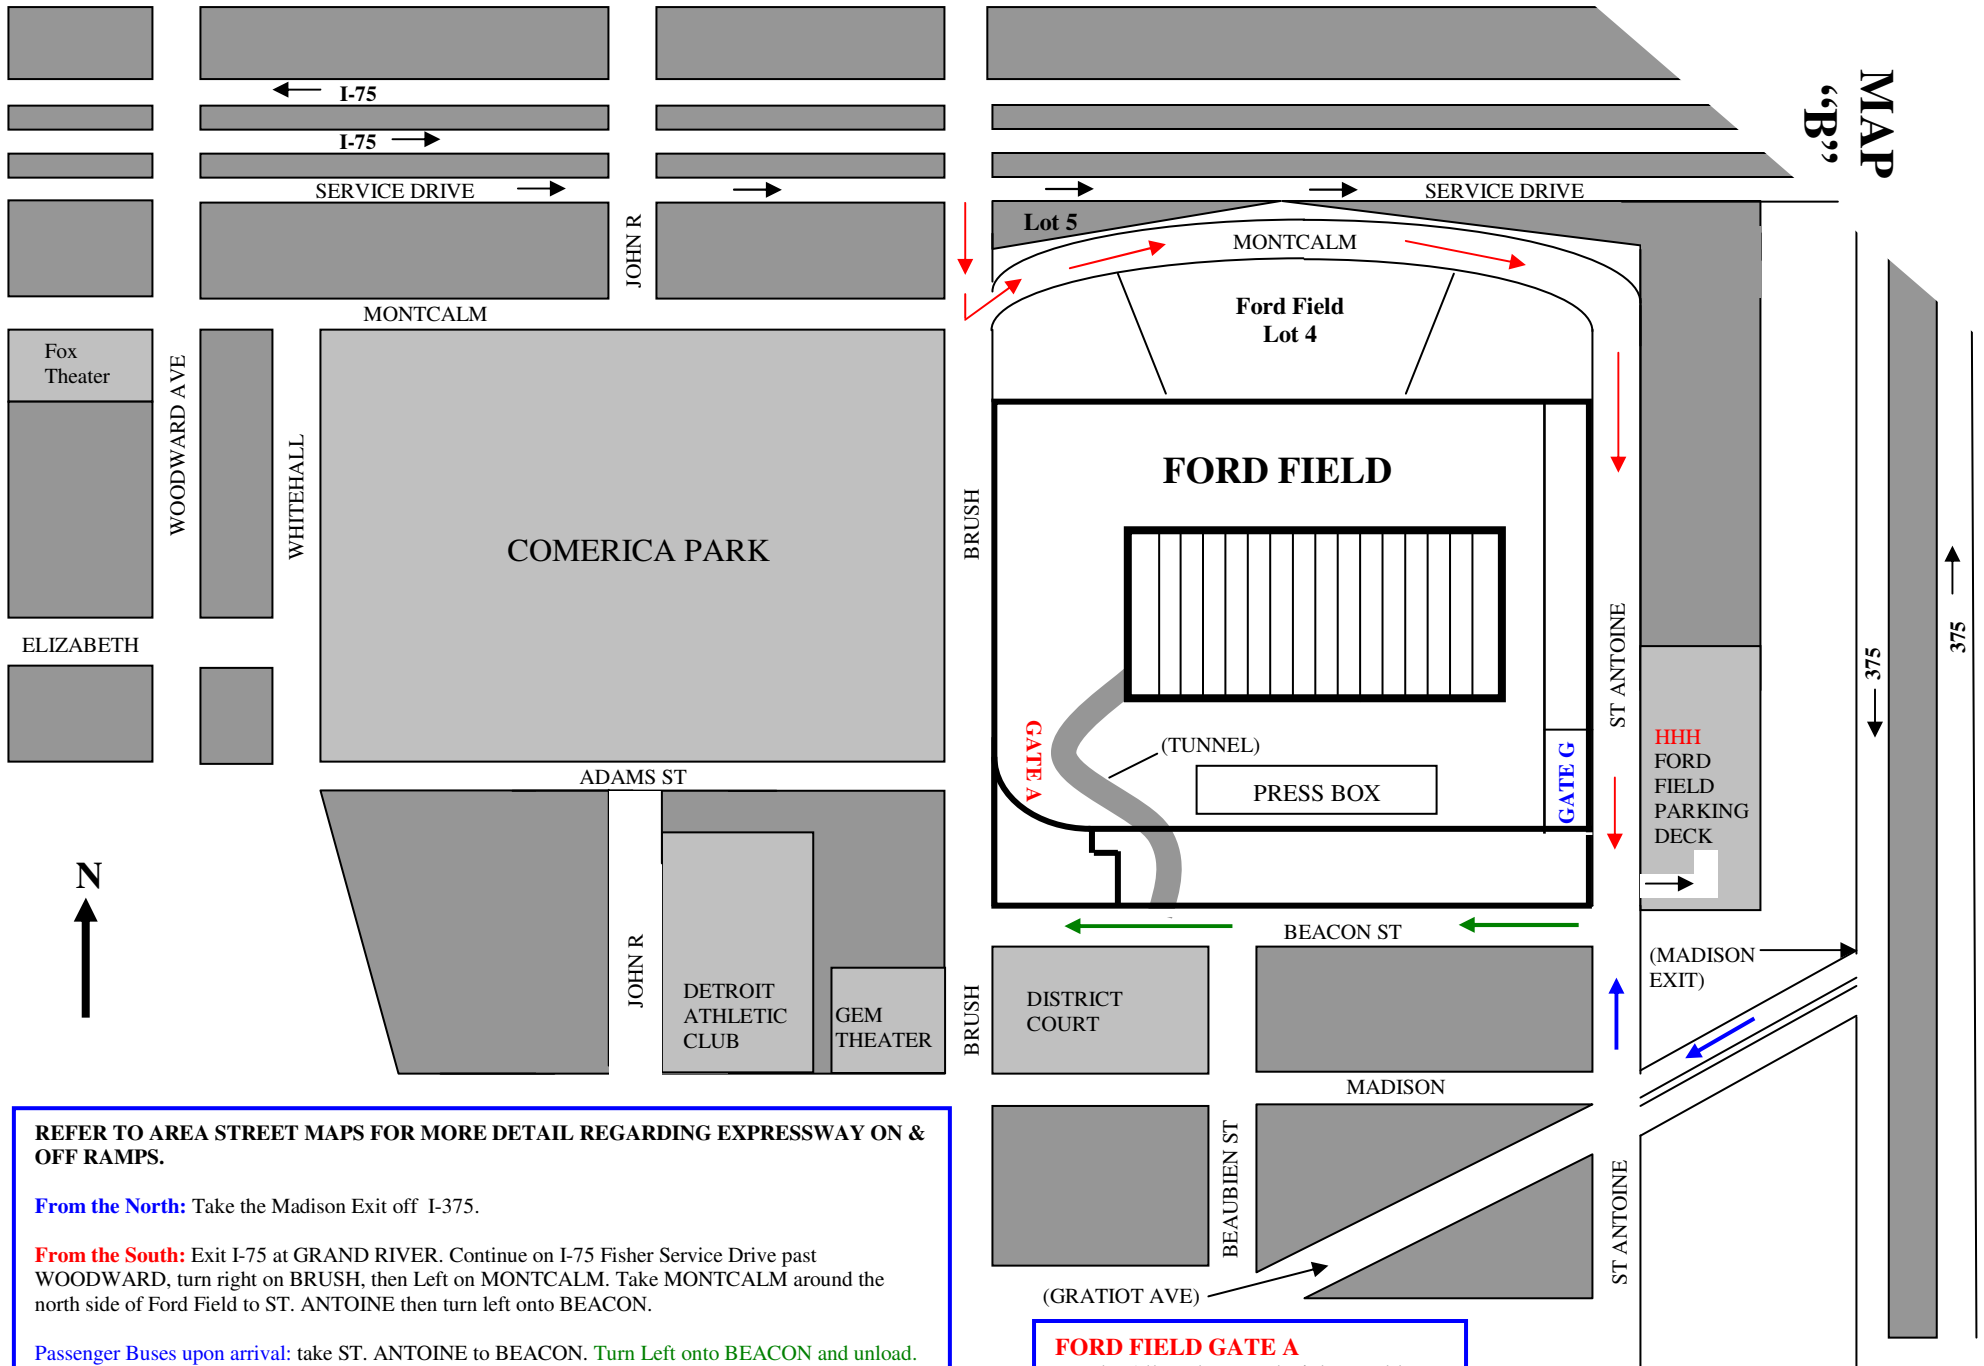 MAP
“B”
I-75
I-75
SERVICE DRIVE
SERVICE DRIVE
JOHN R
Lot 5
MONTCALM
MONTCALM
Ford Field
Lot 4
Fox
Theater
WOODWARD AVE
WHITEHALL
COMERICA PARK
BRUSH
FORD FIELD
ST ANTOINE
375
375
ELIZABETH
GATE A
(TUNNEL)
PRESS BOX
GATE G
HHH
FORD
FIELD
PARKING
DECK
ADAMS ST
N
JOHN R
DETROIT
ATHLETIC
CLUB
GEM
THEATER
BRUSH
BEACON ST
DISTRICT
COURT
(MADISON
EXIT)
MADISON
BEAUBIEN ST
ST ANTOINE
(GRATIOT AVE)
REFER TO AREA STREET MAPS FOR MORE DETAIL REGARDING EXPRESSWAY ON &
OFF RAMPS.
From the North: Take the Madison Exit off I-375.
From the South: Exit I-75 at GRAND RIVER. Continue on I-75 Fisher Service Drive past
WOODWARD, turn right on BRUSH, then Left on MONTCALM. Take MONTCALM around the
north side of Ford Field to ST. ANTOINE then turn left onto BEACON.
Passenger Buses upon arrival: take ST. ANTOINE to BEACON. Turn Left onto BEACON and unload.
FORD FIELD GATE A